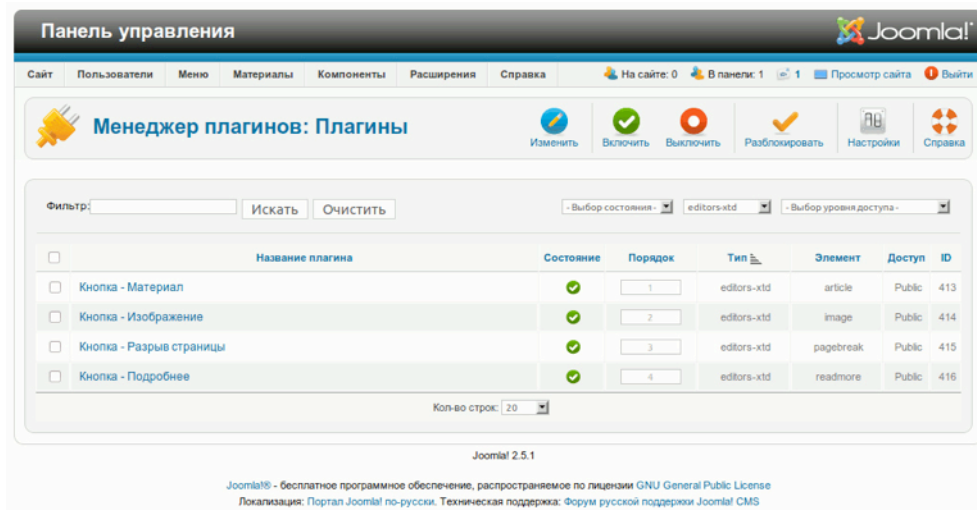 Панель управления
Joomla!
Сайт Пользователи Меню Материалы Компоненты Расширения Справка На сайте: 0 В панели: 1 1 Просмотр сайта Выйти
Менеджер плагинов: Плагины
Изменить Включить Выключить Разблокировать Настройки Справка
Фильтр: Искать Очистить - Выбор состояния - editors-xtd - Выбор уровня доступа -
Название плагина Состояние Порядок Тип Элемент Доступ ID
Кнопка - Материал 1 editors-xtd article Public 413
Кнопка - Изображение 2 editors-xtd image Public 414
Кнопка - Разрыв страницы 3 editors-xtd pagebreak Public 415
Кнопка - Подробнее 4 editors-xtd readmore Public 416
Кол-во строк: 20
Joomla! 2.5.1
Joomla!® - бесплатное программное обеспечение, распространяемое по лицензии GNU General Public License
Локализация: Портал Joomla! по-русски. Техническая поддержка: Форум русской поддержки Joomla! CMS